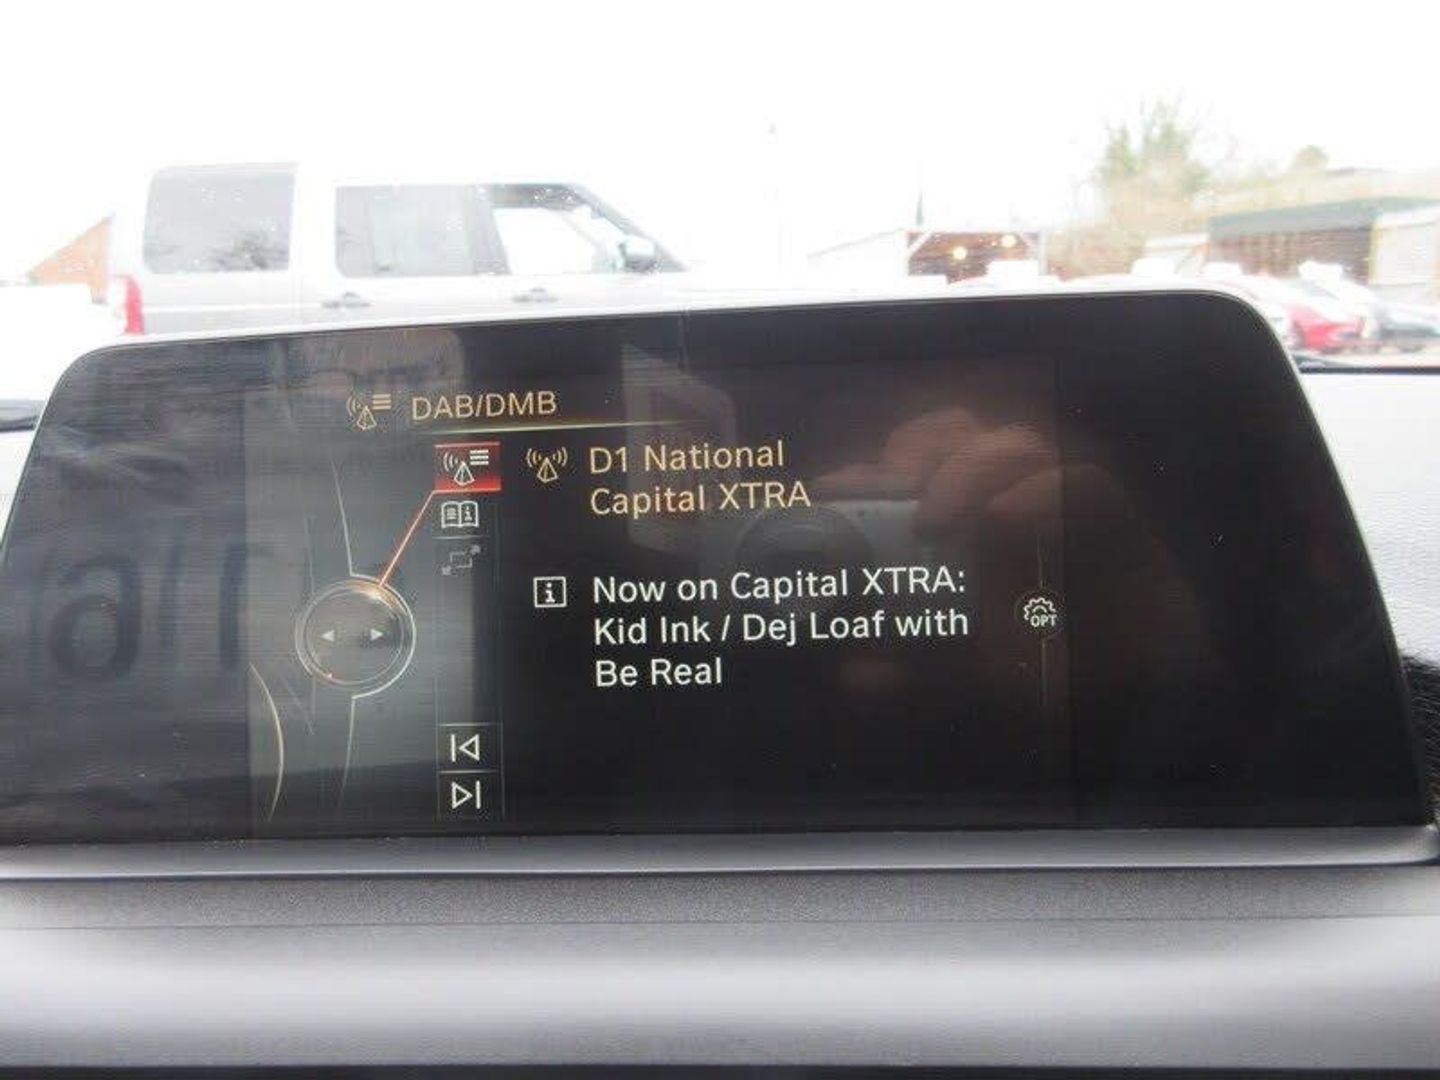 DAB/DMB
D1 National
Capital XTRA
Now on Capital XTRA:
Kid Ink / Dej Loaf with
Be Real
OPT